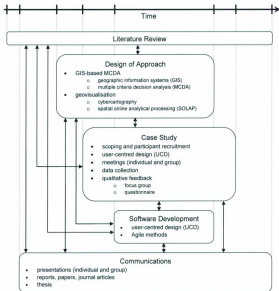 Time
Literature Review
Design of Approach
• GIS-based MCDA
o geographic information systems (GIS)
o multiple criteria decision analysis (MCDA)
• geovisualisation
o cybercartography
o spatial online analytical processing (SOLAP)
Case Study
• scoping and participant recruitment
• user-centred design (UCD)
• meetings (individual and group)
• data collection
• qualitative feedback
o focus group
o questionnaire
Software Development
• user-centred design (UCD)
• Agile methods
Communications
• presentations (individual and group)
• reports, papers, journal articles
• thesis